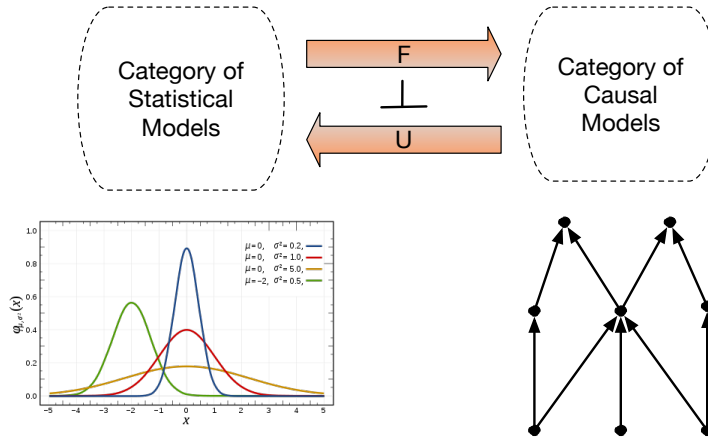 Category of
Statistical
Models
F
U
Category of
Causal
Models
μ=0, σ²=0.2,
μ=0, σ²=1.0,
μ=0, σ²=5.0,
μ=−2, σ²=0.5,
1.0
0.8
0.6
0.4
0.2
0.0
φμ,σ²(x)
−5 −4 −3 −2 −1 0 1 2 3 4 5
x